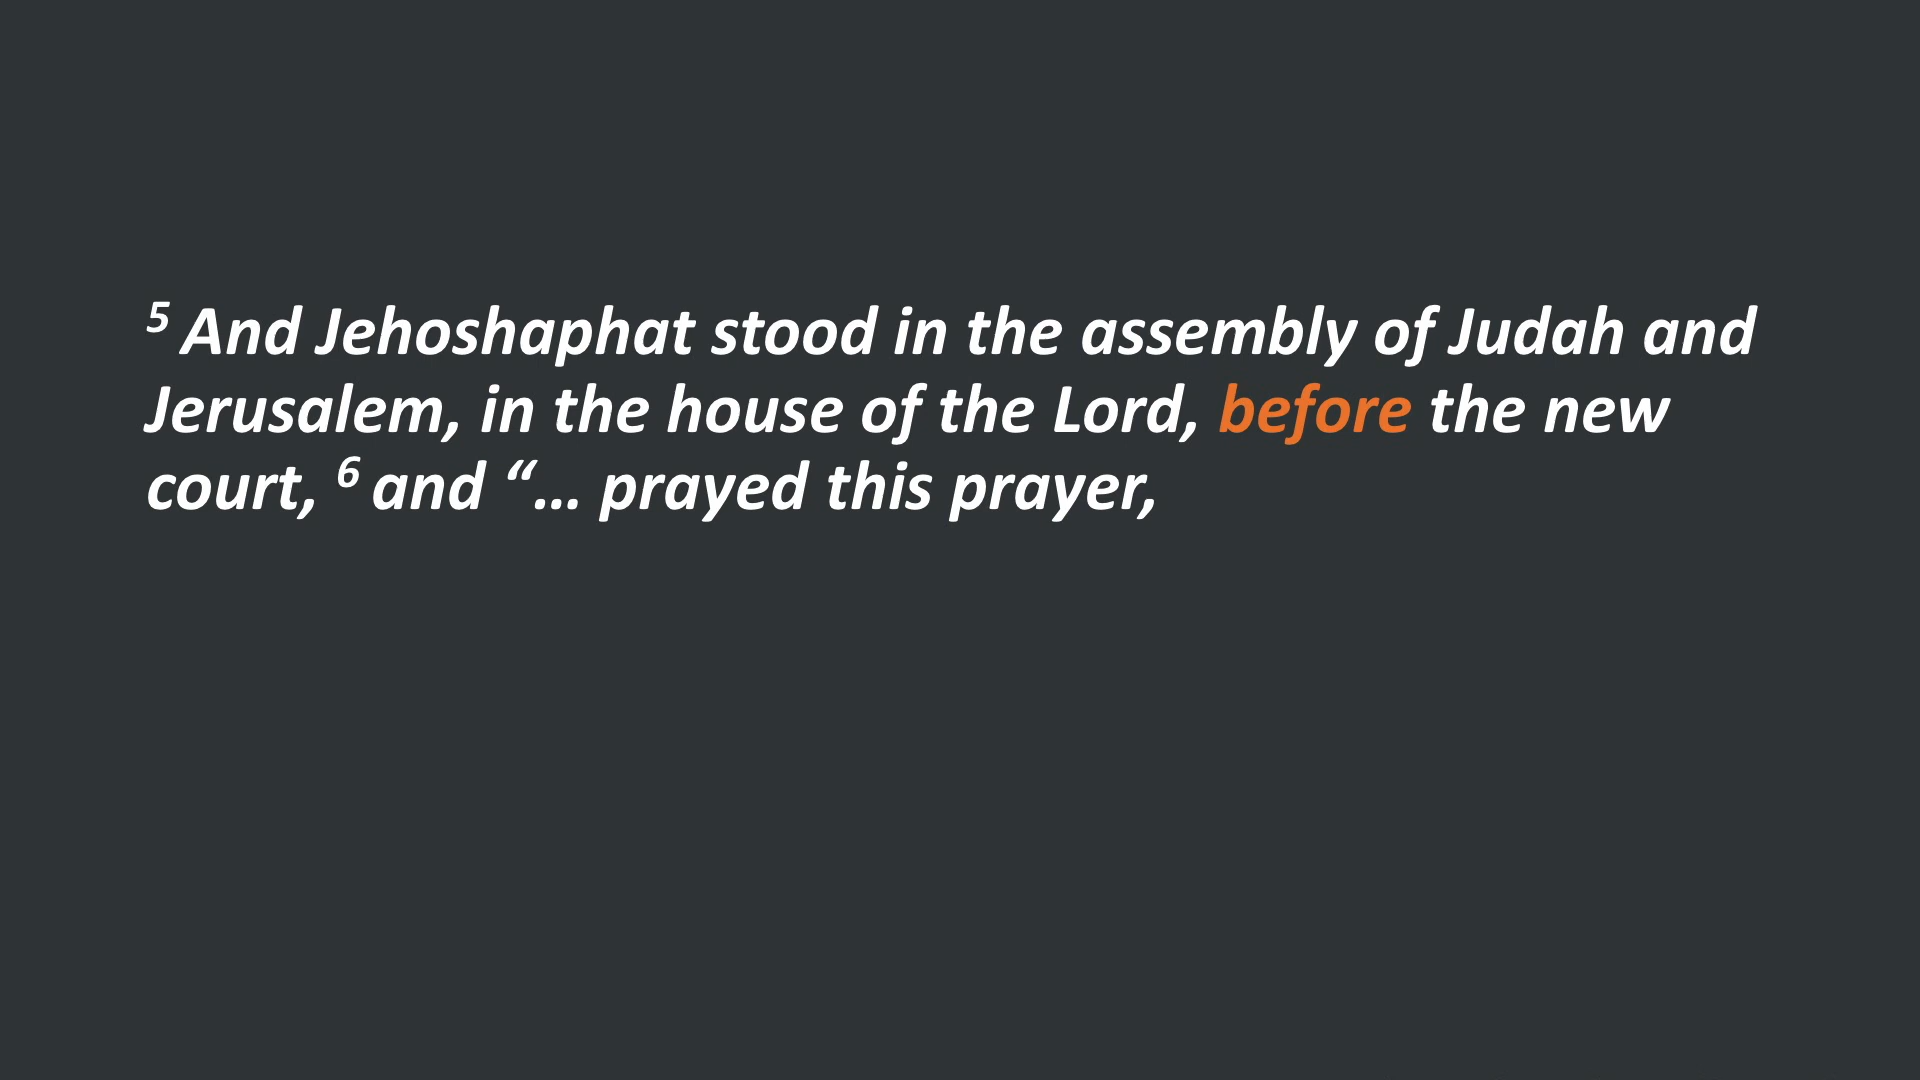 ⁵ And Jehoshaphat stood in the assembly of Judah and
Jerusalem, in the house of the Lord, before the new
court, ⁶ and “… prayed this prayer,